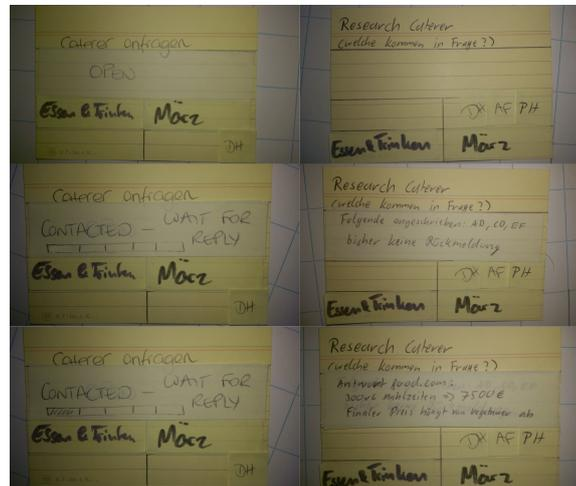 Caterer anfragen
OPEN
Essen & Trinken März
DH
Research Caterer
(welche kommen in Frage?)
DX AF PH
Essen & Trinken März
Caterer anfragen
CONTACTED – WAIT FOR
REPLY
Essen & Trinken März
DH
Research Caterer
(welche kommen in Frage?)
Folgende angeschrieben: AD, CD, EF
bisher keine Rückmeldung
DX AF PH
Essen & Trinken März
Caterer anfragen
CONTACTED – WAIT FOR
REPLY
Essen & Trinken März
DH
Research Caterer
(welche kommen in Frage?)
Antwort food.com:
Mahlzeiten => 7500€
Finaler Preis hängt von ab
DX AF PH
Essen & Trinken März